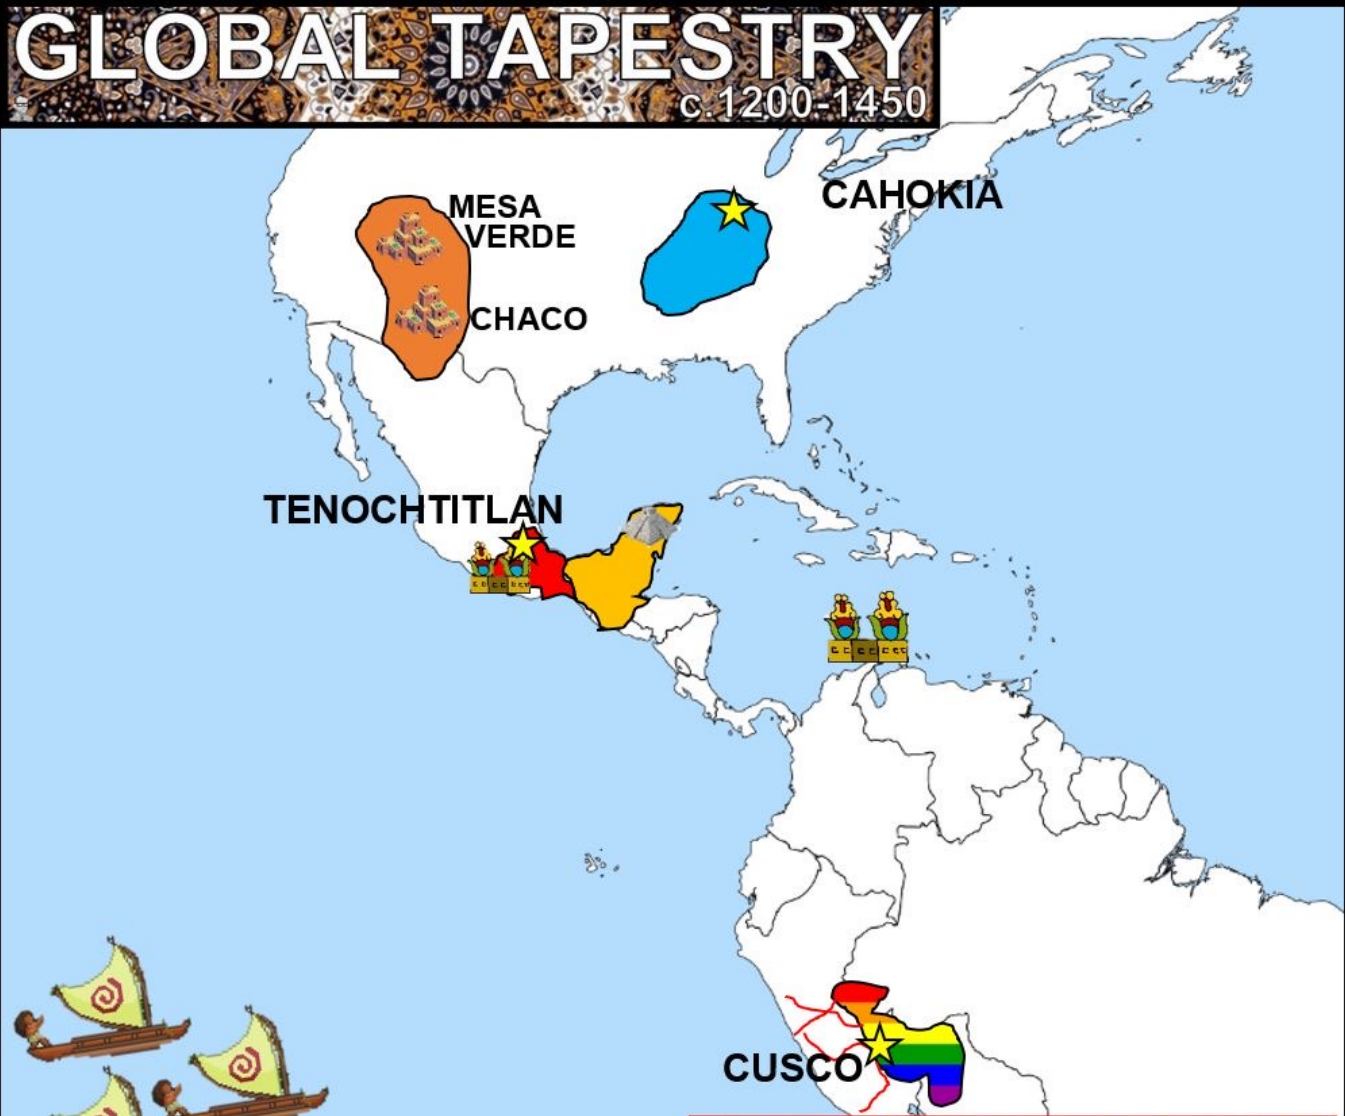 GLOBAL TAPESTRY
c.1200-1450
CAHOKIA
MESA
VERDE
CHACO
TENOCHTITLAN
CUSCO